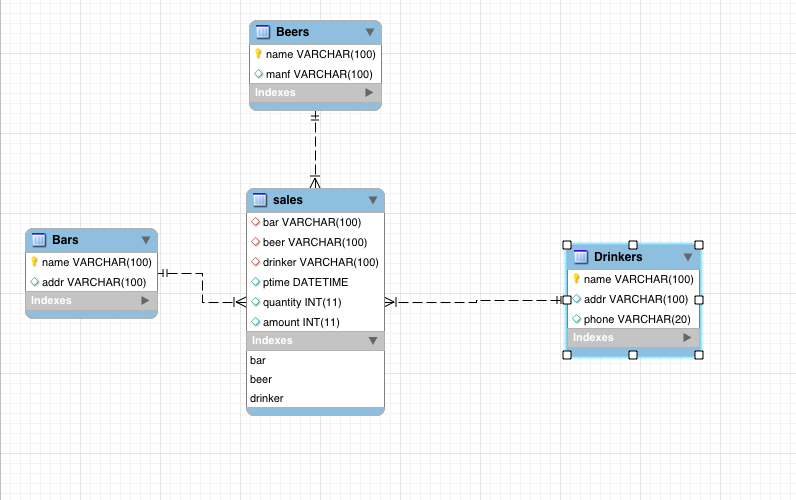 Beers
name VARCHAR(100)
manf VARCHAR(100)
Indexes
sales
bar VARCHAR(100)
beer VARCHAR(100)
drinker VARCHAR(100)
ptime DATETIME
quantity INT(11)
amount INT(11)
Indexes
bar
beer
drinker
Bars
name VARCHAR(100)
addr VARCHAR(100)
Indexes
Drinkers
name VARCHAR(100)
addr VARCHAR(100)
phone VARCHAR(20)
Indexes